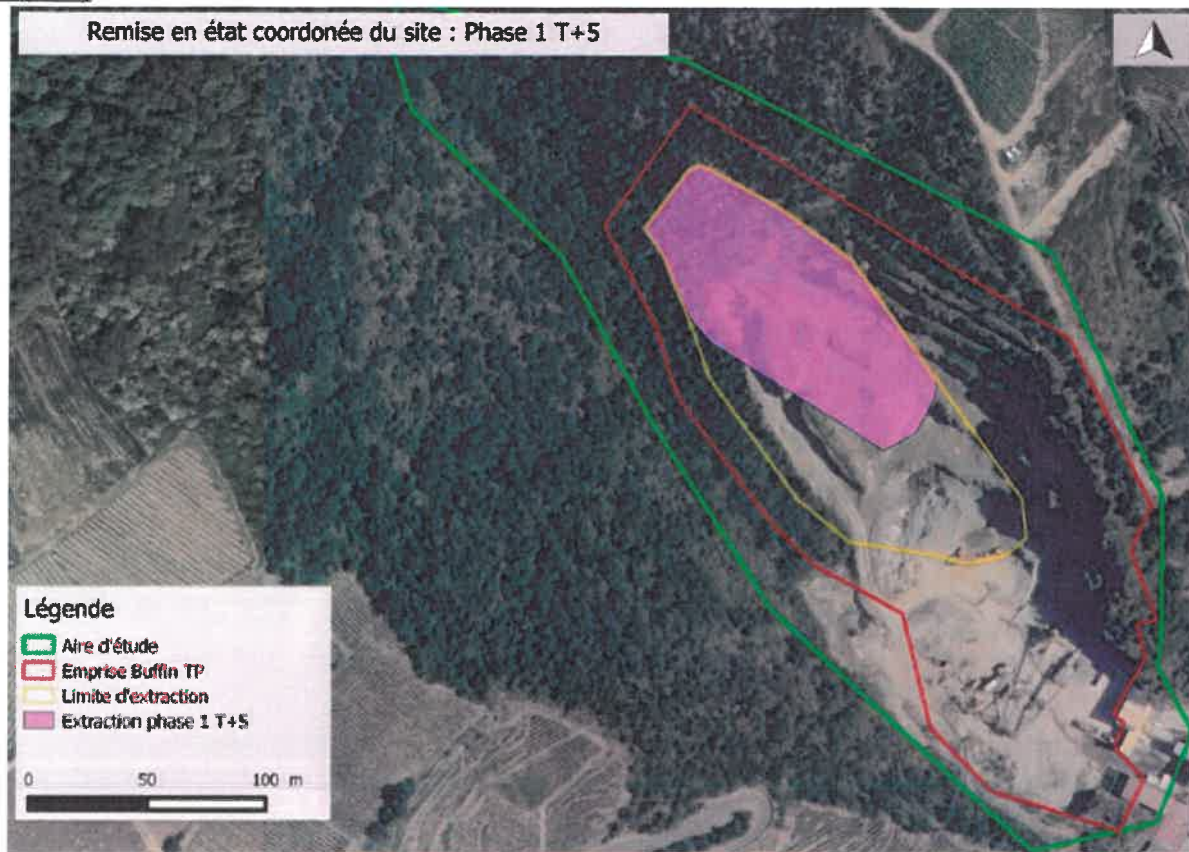 Remise en état coordonée du site : Phase 1 T+5
Légende
Aire d'étude
Emprise Buffin TP
Limite d'extraction
Extraction phase 1 T+5
0 50 100 m